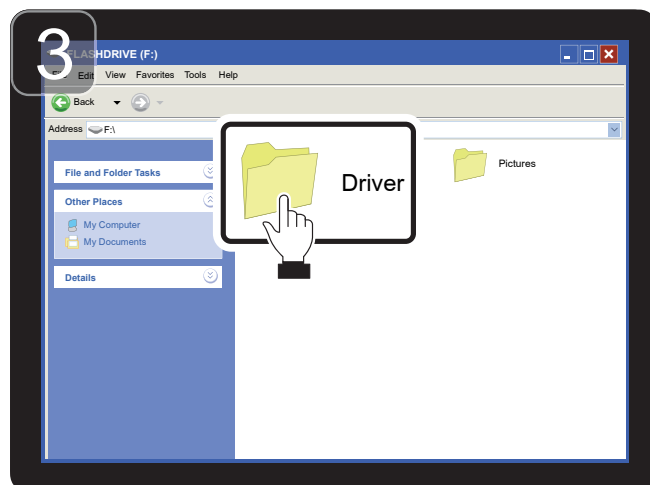 3
FLASHDRIVE (F:)
File Edit View Favorites Tools Help
Back
Address F:\
File and Folder Tasks
Driver
Pictures
Other Places
My Computer
My Documents
Details